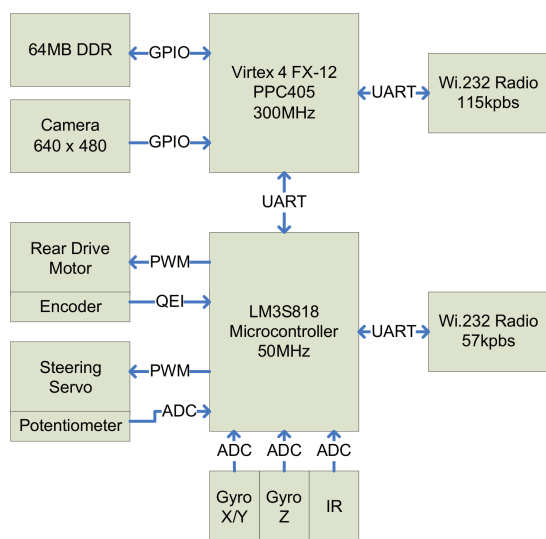 64MB DDR
GPIO
Virtex 4 FX-12
PPC405
300MHz
UART
Wi.232 Radio
115kpbs
Camera
640 x 480
GPIO
UART
Rear Drive
Motor
PWM
Encoder
QEI
LM3S818
Microcontroller
50MHz
UART
Wi.232 Radio
57kpbs
Steering
Servo
PWM
Potentiometer
ADC
ADC
ADC
ADC
Gyro
X/Y
Gyro
Z
IR